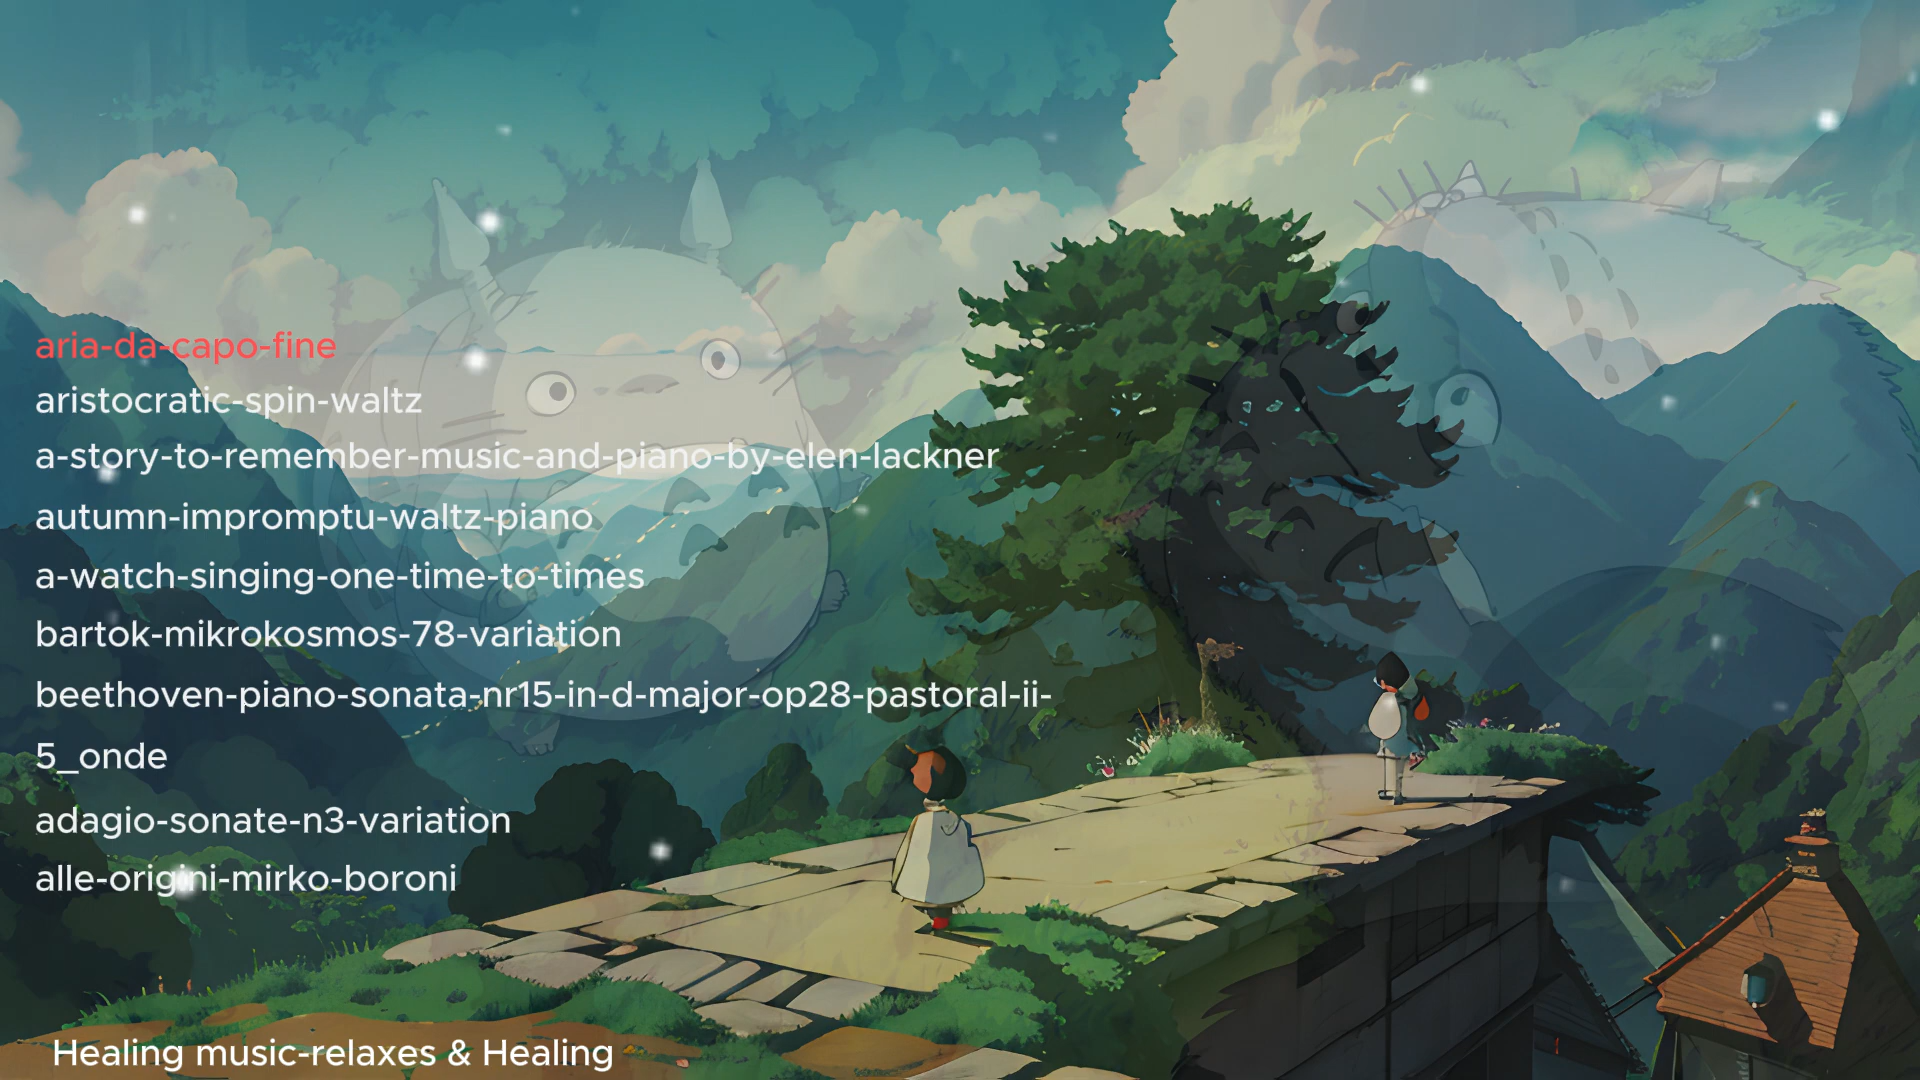 aria-da-capo-fine
aristocratic-spin-waltz
a-story-to-remember-music-and-piano-by-elen-lackner
autumn-impromptu-waltz-piano
a-watch-singing-one-time-to-times
bartok-mikrokosmos-78-variation
beethoven-piano-sonata-nr15-in-d-major-op28-pastoral-ii-
5_onde
adagio-sonate-n3-variation
alle-origini-mirko-boroni
Healing music-relaxes & Healing